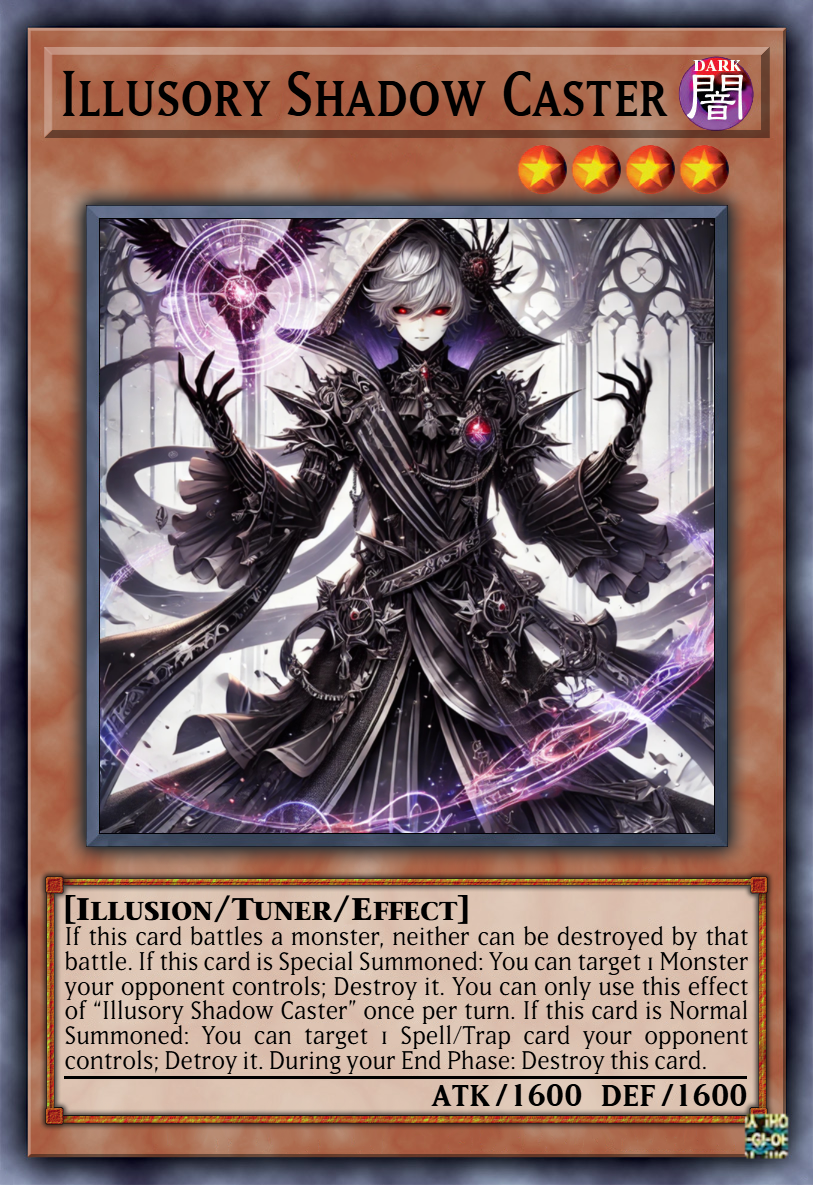 ILLUSORY SHADOW CASTER
DARK
闇
[ILLUSION/TUNER/EFFECT]
If this card battles a monster, neither can be destroyed by that
battle. If this card is Special Summoned: You can target 1 Monster
your opponent controls; Destroy it. You can only use this effect
of “Illusory Shadow Caster” once per turn. If this card is Normal
Summoned: You can target 1 Spell/Trap card your opponent
controls; Detroy it. During your End Phase: Destroy this card.
ATK/1600 DEF/1600